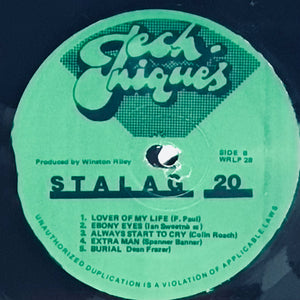 Tech.
niques
SIDE B
WRLP 28
Produced by Winston Riley
STALAG 20
1. LOVER OF MY LIFE (F. Paul)
2. EBONY EYES (Ian Sweetness)
3. ALWAYS START TO CRY (Colin Roach)
4. EXTRA MAN (Spanner Banner)
5. BURIAL Dean Frazer)
UNAUTHORIZED DUPLICATION IS A VIOLATION OF APPLICABLE LAWS